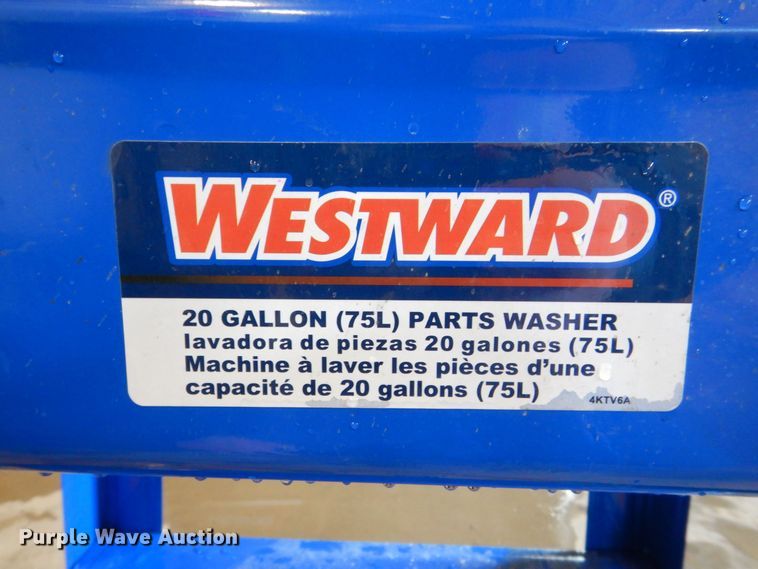 WESTWARD®
20 GALLON (75L) PARTS WASHER
lavadora de piezas 20 galones (75L)
Machine à laver les pièces d'une
capacité de 20 gallons (75L)
4KTV6A
Purple Wave Auction